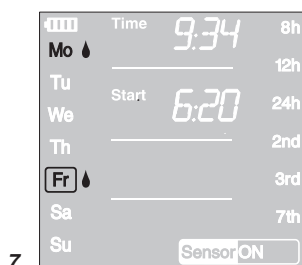 Time 9:34 8h
Mo
12h
Tu
Start 6:20 24h
We
2nd
Th
Fr 3rd
Sa 7th
Su Sensor ON
7